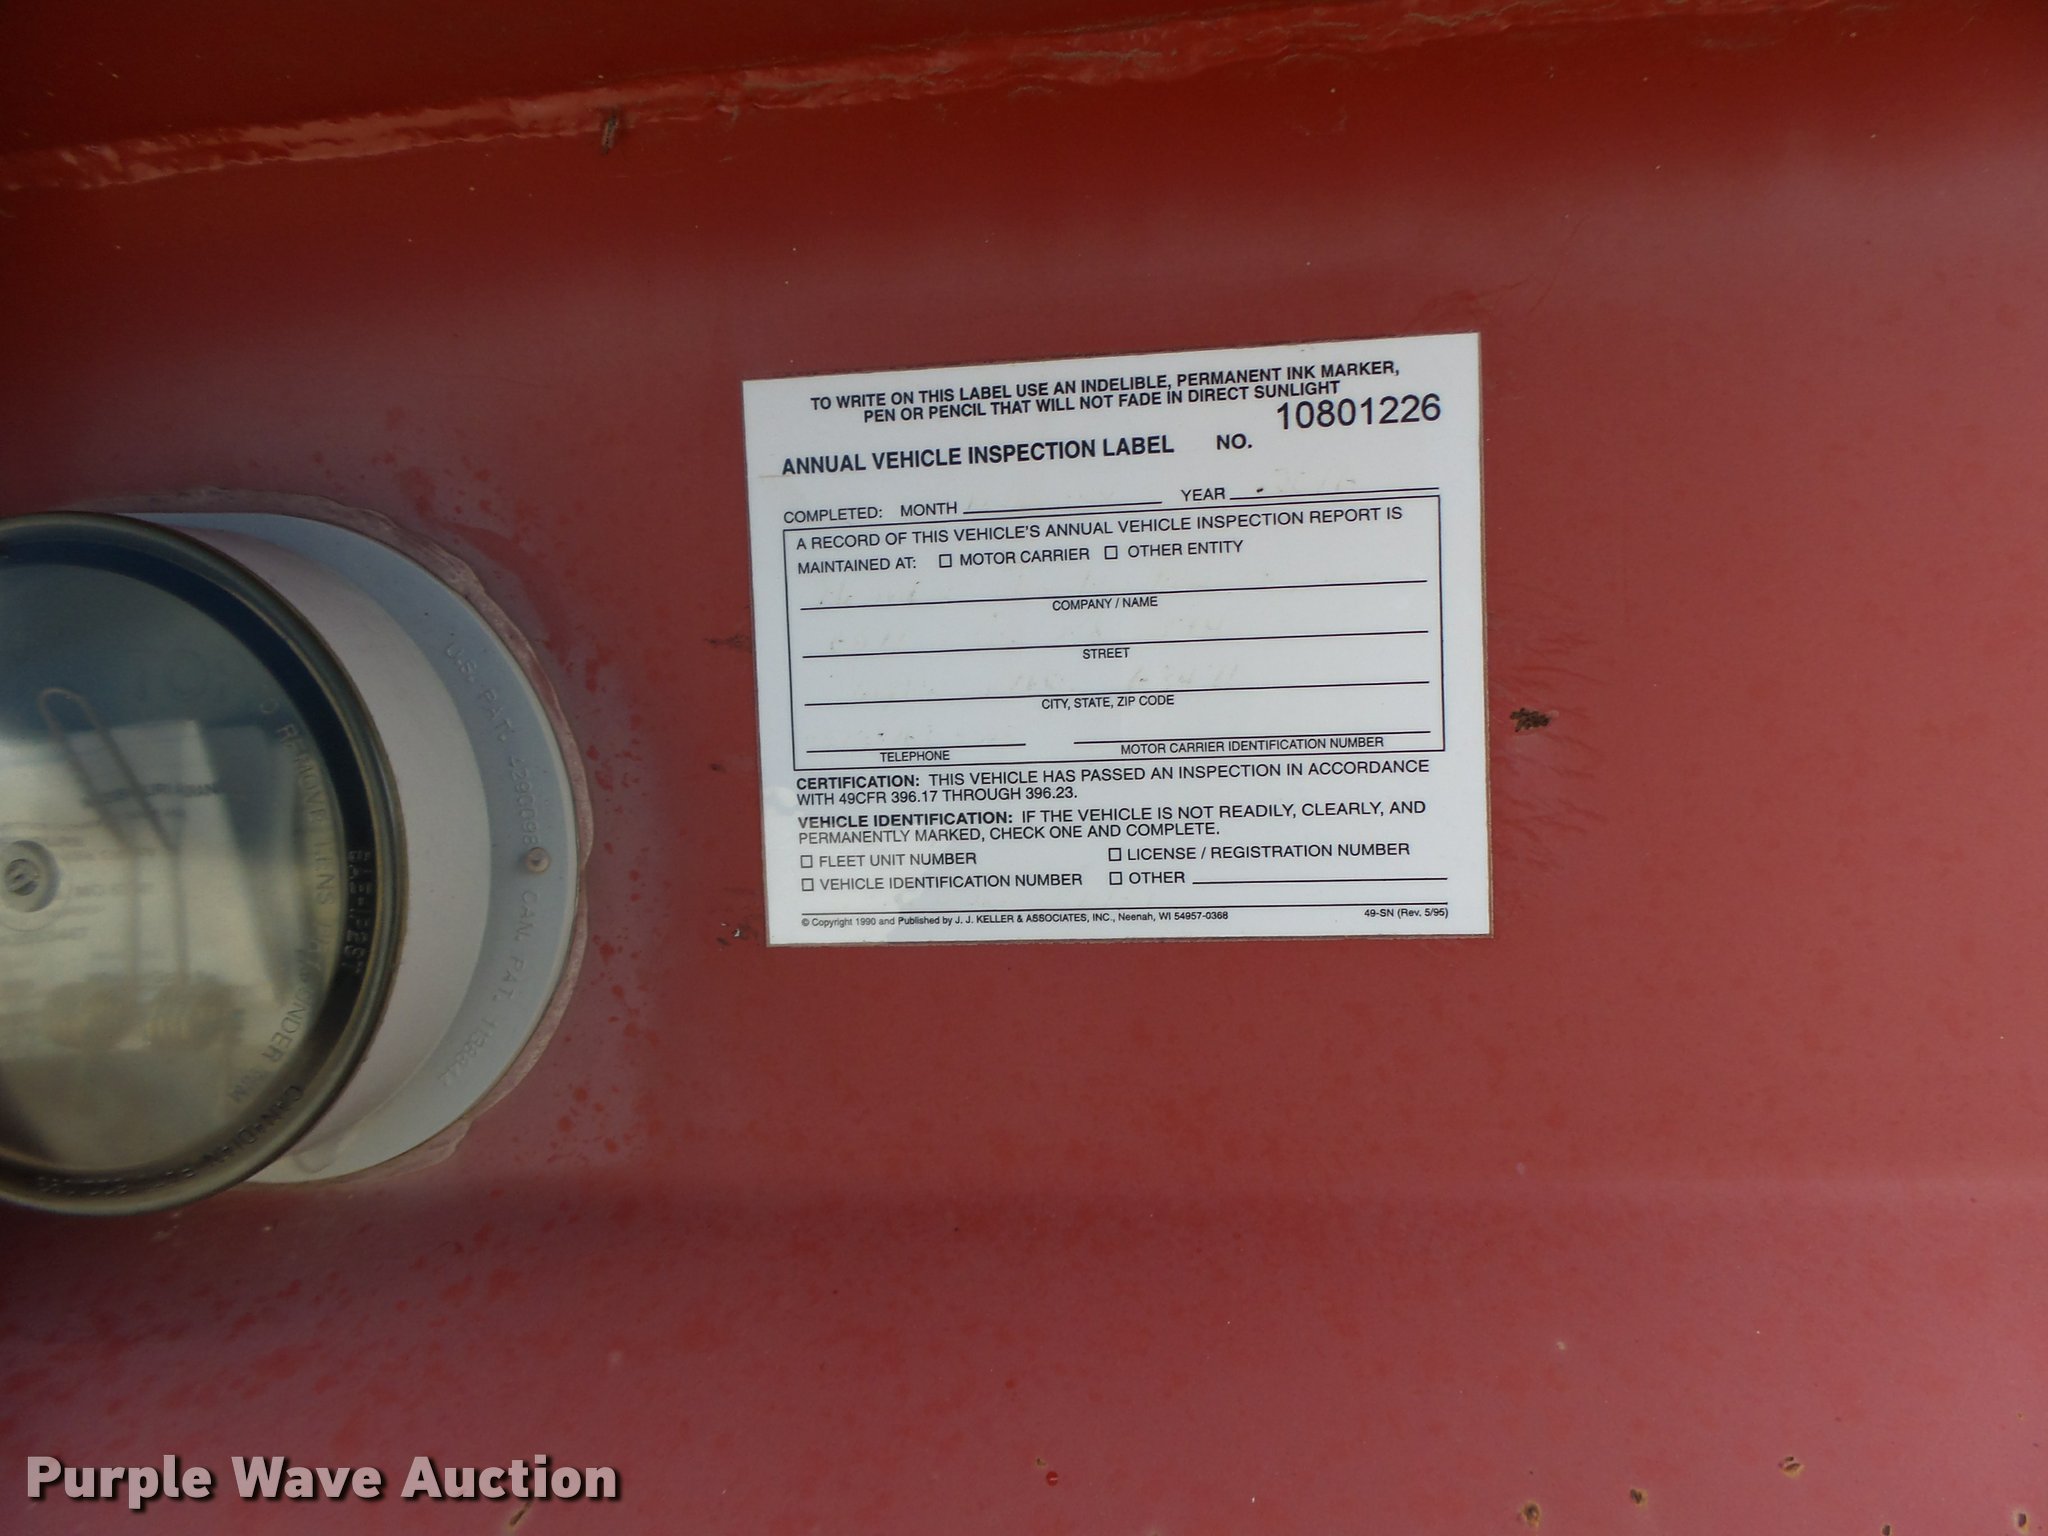 TO WRITE ON THIS LABEL USE AN INDELIBLE, PERMANENT INK MARKER,
PEN OR PENCIL THAT WILL NOT FADE IN DIRECT SUNLIGHT
10801226
ANNUAL VEHICLE INSPECTION LABEL NO.
COMPLETED: MONTH YEAR
A RECORD OF THIS VEHICLE'S ANNUAL VEHICLE INSPECTION REPORT IS
MAINTAINED AT: ☐ MOTOR CARRIER ☐ OTHER ENTITY
COMPANY / NAME
STREET
CITY, STATE, ZIP CODE
TELEPHONE MOTOR CARRIER IDENTIFICATION NUMBER
CERTIFICATION: THIS VEHICLE HAS PASSED AN INSPECTION IN ACCORDANCE
WITH 49CFR 396.17 THROUGH 396.23.
VEHICLE IDENTIFICATION: IF THE VEHICLE IS NOT READILY, CLEARLY, AND
PERMANENTLY MARKED, CHECK ONE AND COMPLETE.
☐ FLEET UNIT NUMBER ☐ LICENSE / REGISTRATION NUMBER
☐ VEHICLE IDENTIFICATION NUMBER ☐ OTHER
© Copyright 1990 and Published by J. J. KELLER & ASSOCIATES, INC., Neenah, WI 54957-0368 49-SN (Rev. 5/95)
U.S. PAT. 4290098 CAN. PAT.
REMOVE LENS
CANADIAN
Purple Wave Auction